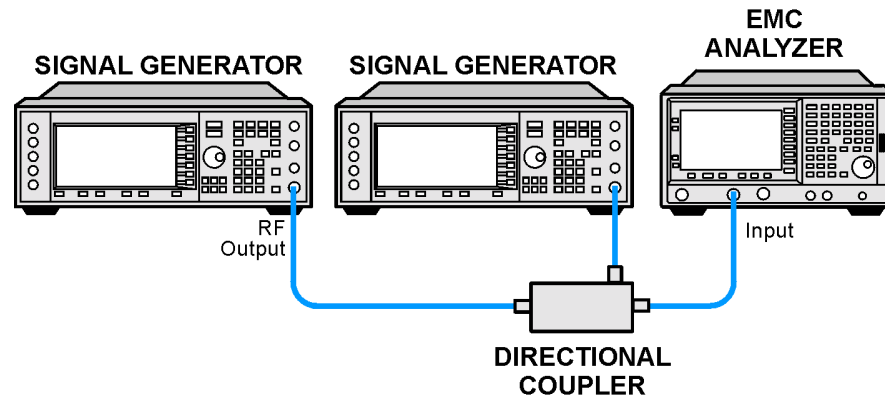 SIGNAL GENERATOR
SIGNAL GENERATOR
EMC
ANALYZER
RF
Output
Input
DIRECTIONAL
COUPLER